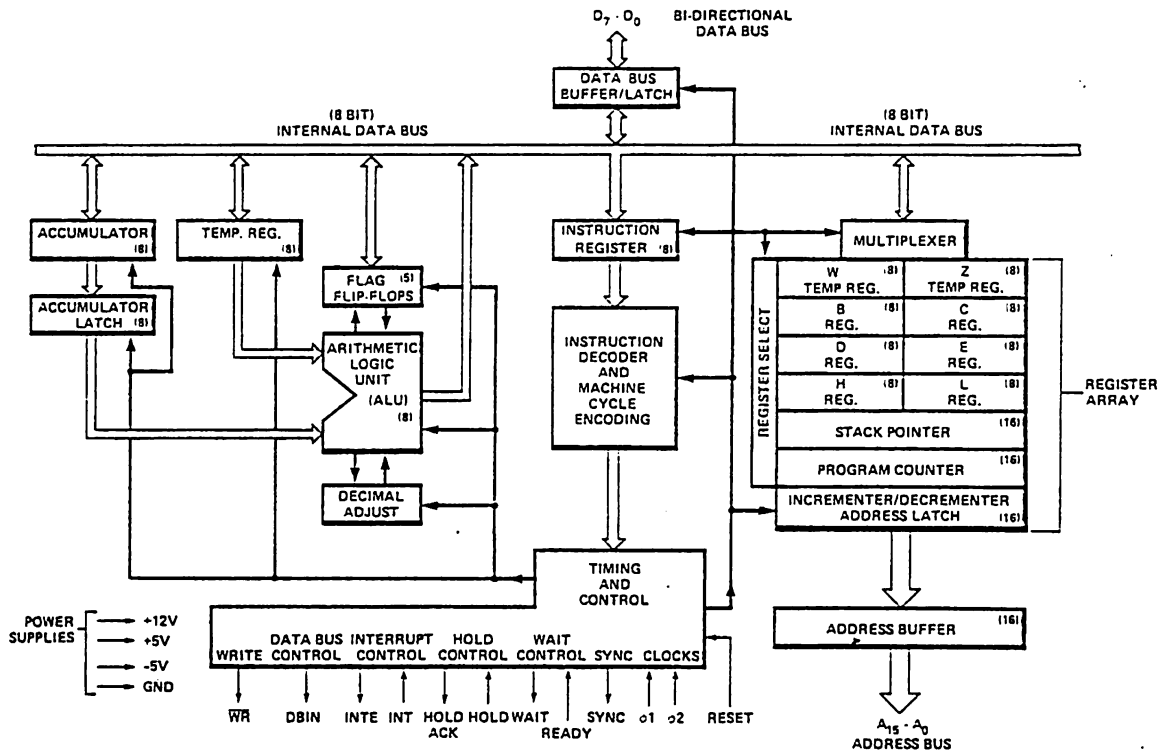 D7 - D0 BI-DIRECTIONAL
DATA BUS
DATA BUS
BUFFER/LATCH
(8 BIT)
INTERNAL DATA BUS
(8 BIT)
INTERNAL DATA BUS
ACCUMULATOR
(8)
TEMP. REG.
(8)
INSTRUCTION
REGISTER (8)
MULTIPLEXER
ACCUMULATOR
LATCH (8)
FLAG (5)
FLIP-FLOPS
ARITHMETIC
LOGIC
UNIT
(ALU)
(8)
DECIMAL
ADJUST
INSTRUCTION
DECODER
AND
MACHINE
CYCLE
ENCODING
REGISTER SELECT
W (8)
TEMP REG.
Z (8)
TEMP REG.
B (8)
REG.
C (8)
REG.
D (8)
REG.
E (8)
REG.
H (8)
REG.
L (8)
REG.
STACK POINTER (16)
PROGRAM COUNTER (16)
INCREMENTER/DECREMENTER
ADDRESS LATCH (16)
REGISTER
ARRAY
TIMING
AND
CONTROL
ADDRESS BUFFER (16)
A15 - A0
ADDRESS BUS
POWER
SUPPLIES
+12V
+5V
-5V
GND
WRITE
DATA BUS
CONTROL
INTERRUPT
CONTROL
HOLD
CONTROL
WAIT
CONTROL
SYNC
CLOCKS
WR
DBIN
INTE
INT
HOLD
ACK
HOLD
WAIT
READY
SYNC
ø1
ø2
RESET